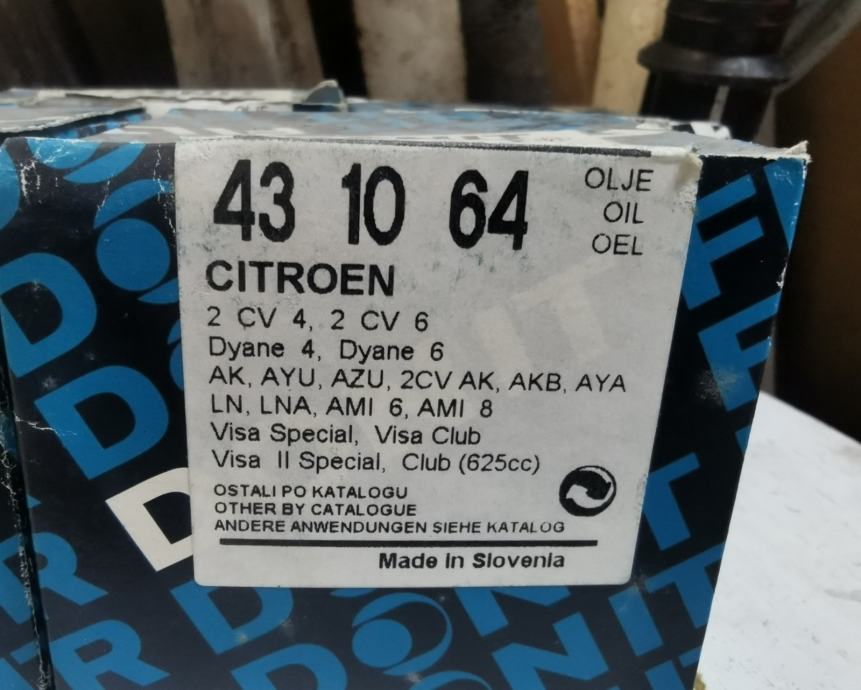 43 10 64
OLJE
OIL
OEL
CITROEN
2 CV 4, 2 CV 6
Dyane 4, Dyane 6
AK, AYU, AZU, 2CV AK, AKB, AYA
LN, LNA, AMI 6, AMI 8
Visa Special, Visa Club
Visa II Special, Club (625cc)
OSTALI PO KATALOGU
OTHER BY CATALOGUE
ANDERE ANWENDUNGEN SIEHE KATALOG
Made in Slovenia